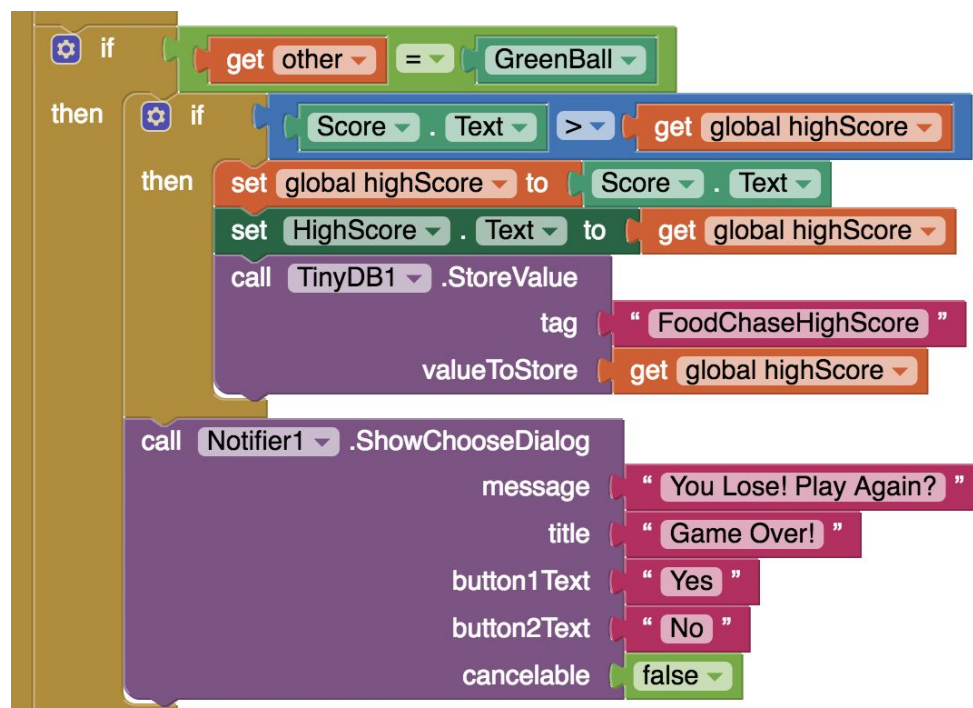 if get other = GreenBall
then if Score . Text > get global highScore
then set global highScore to Score . Text
set HighScore . Text to get global highScore
call TinyDB1 .StoreValue
tag " FoodChaseHighScore "
valueToStore get global highScore
call Notifier1 .ShowChooseDialog
message " You Lose! Play Again? "
title " Game Over! "
button1Text " Yes "
button2Text " No "
cancelable false